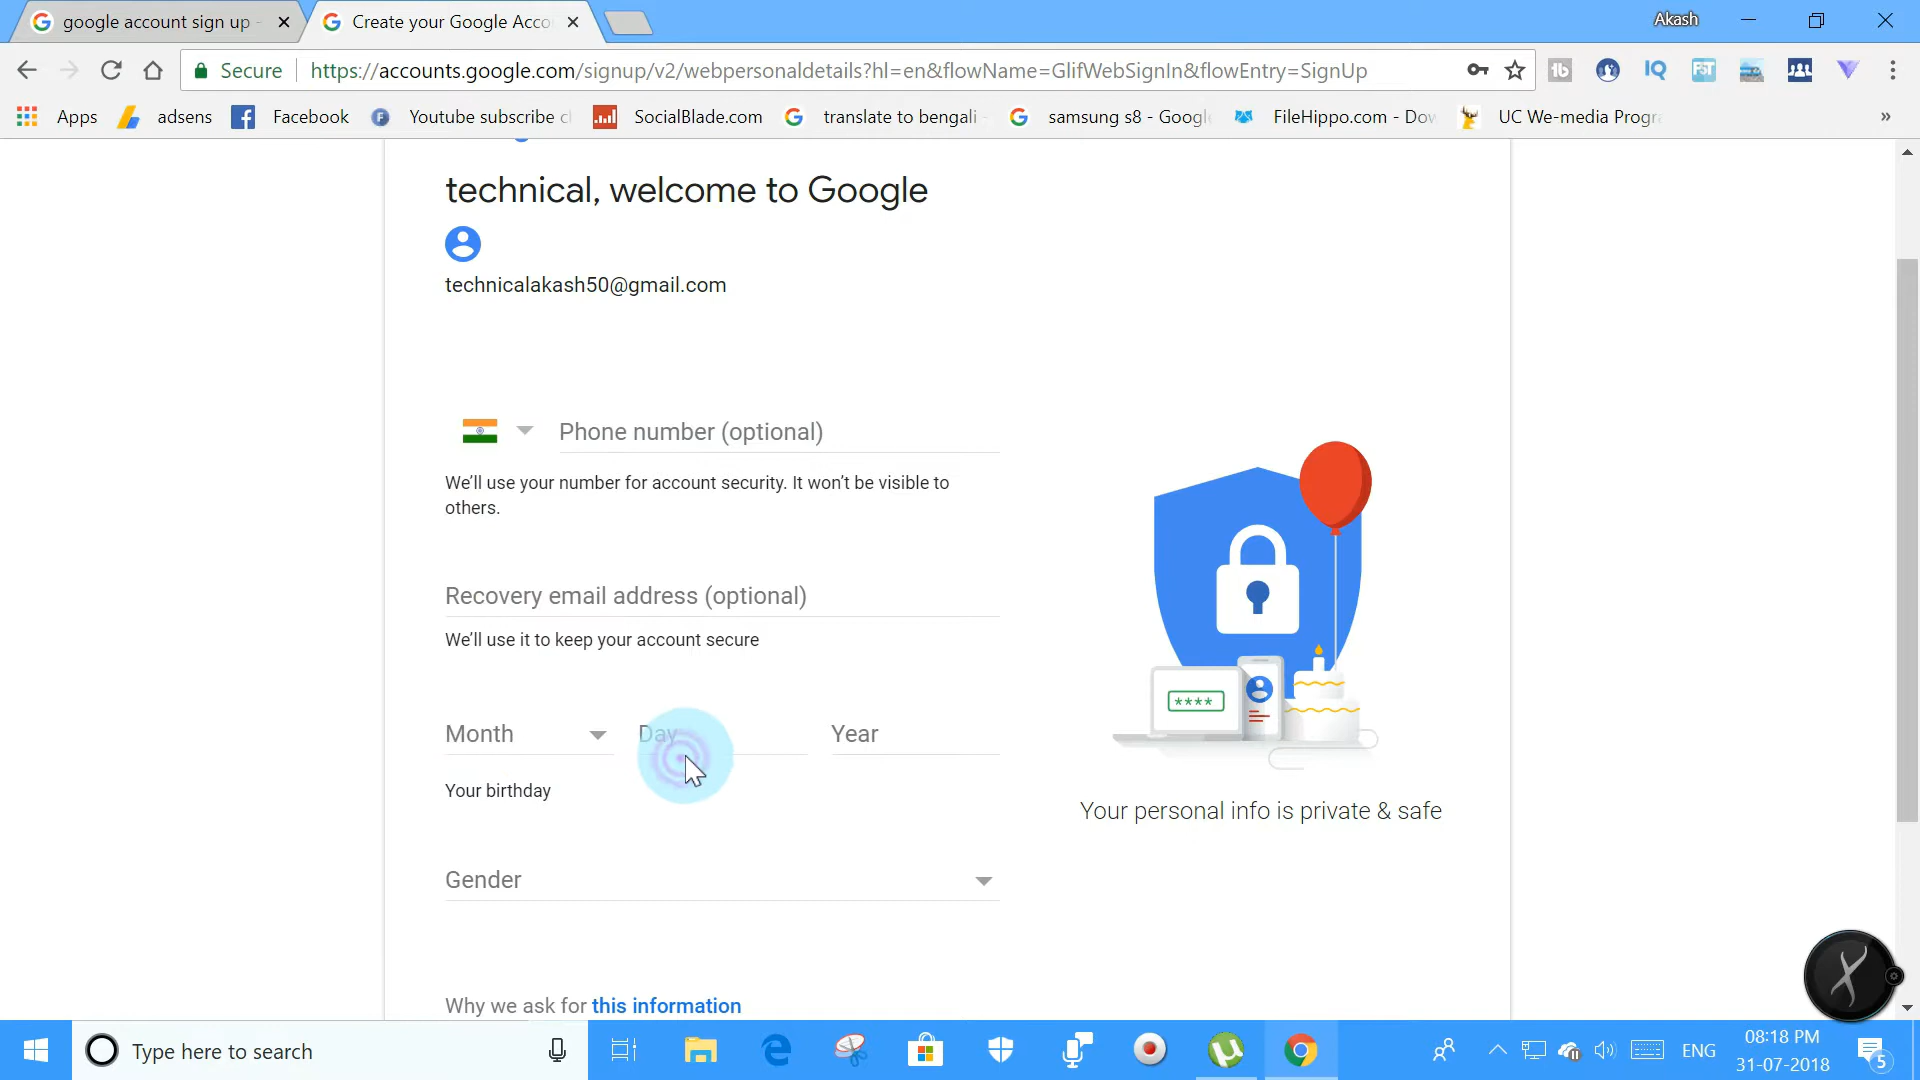 google account sign up
Create your Google Acco
Akash
Secure
https://accounts.google.com/signup/v2/webpersonaldetails?hl=en&flowName=GlifWebSignIn&flowEntry=SignUp
Apps
adsens
Facebook
Youtube subscribe
SocialBlade.com
translate to bengali
samsung s8 - Googl
FileHippo.com - Dow
UC We-media Progra
»
technical, welcome to Google
technicalakash50@gmail.com
Phone number (optional)
We'll use your number for account security. It won't be visible to
others.
Recovery email address (optional)
We'll use it to keep your account secure
Month
Day
Year
Your birthday
Gender
****
Your personal info is private & safe
Why we ask for this information
Type here to search
ENG
08:18 PM
31-07-2018
5